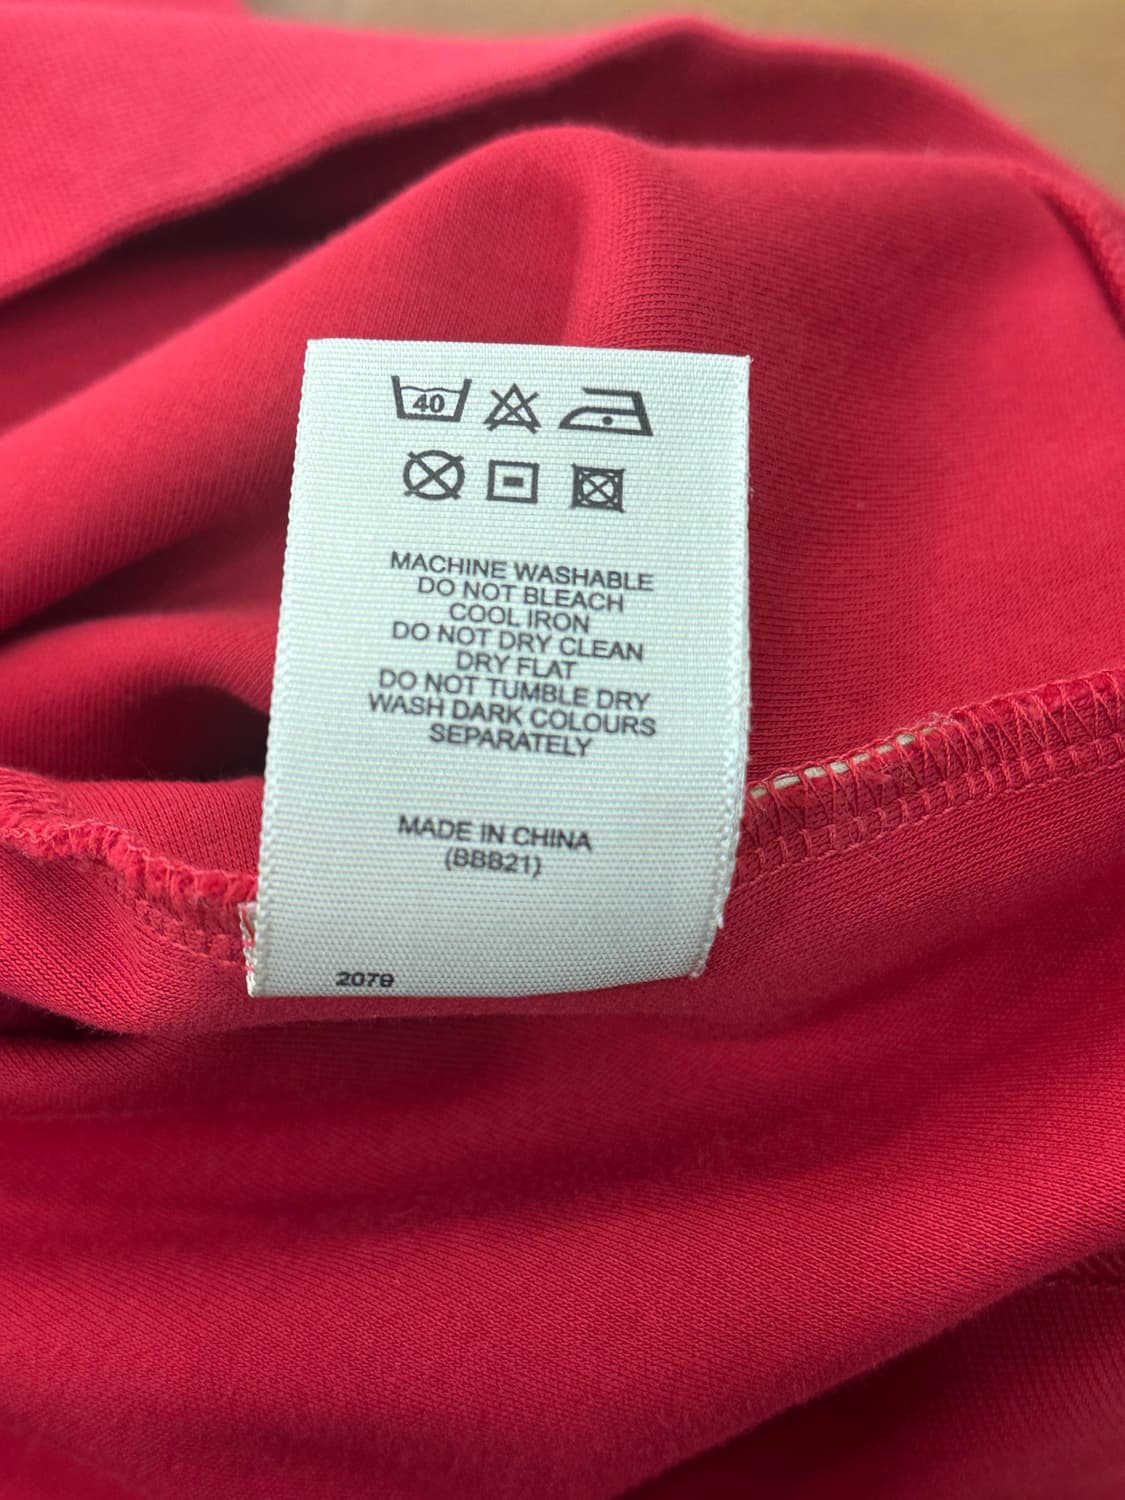 40
MACHINE WASHABLE
DO NOT BLEACH
COOL IRON
DO NOT DRY CLEAN
DRY FLAT
DO NOT TUMBLE DRY
WASH DARK COLOURS
SEPARATELY
MADE IN CHINA
(BBB21)
2079